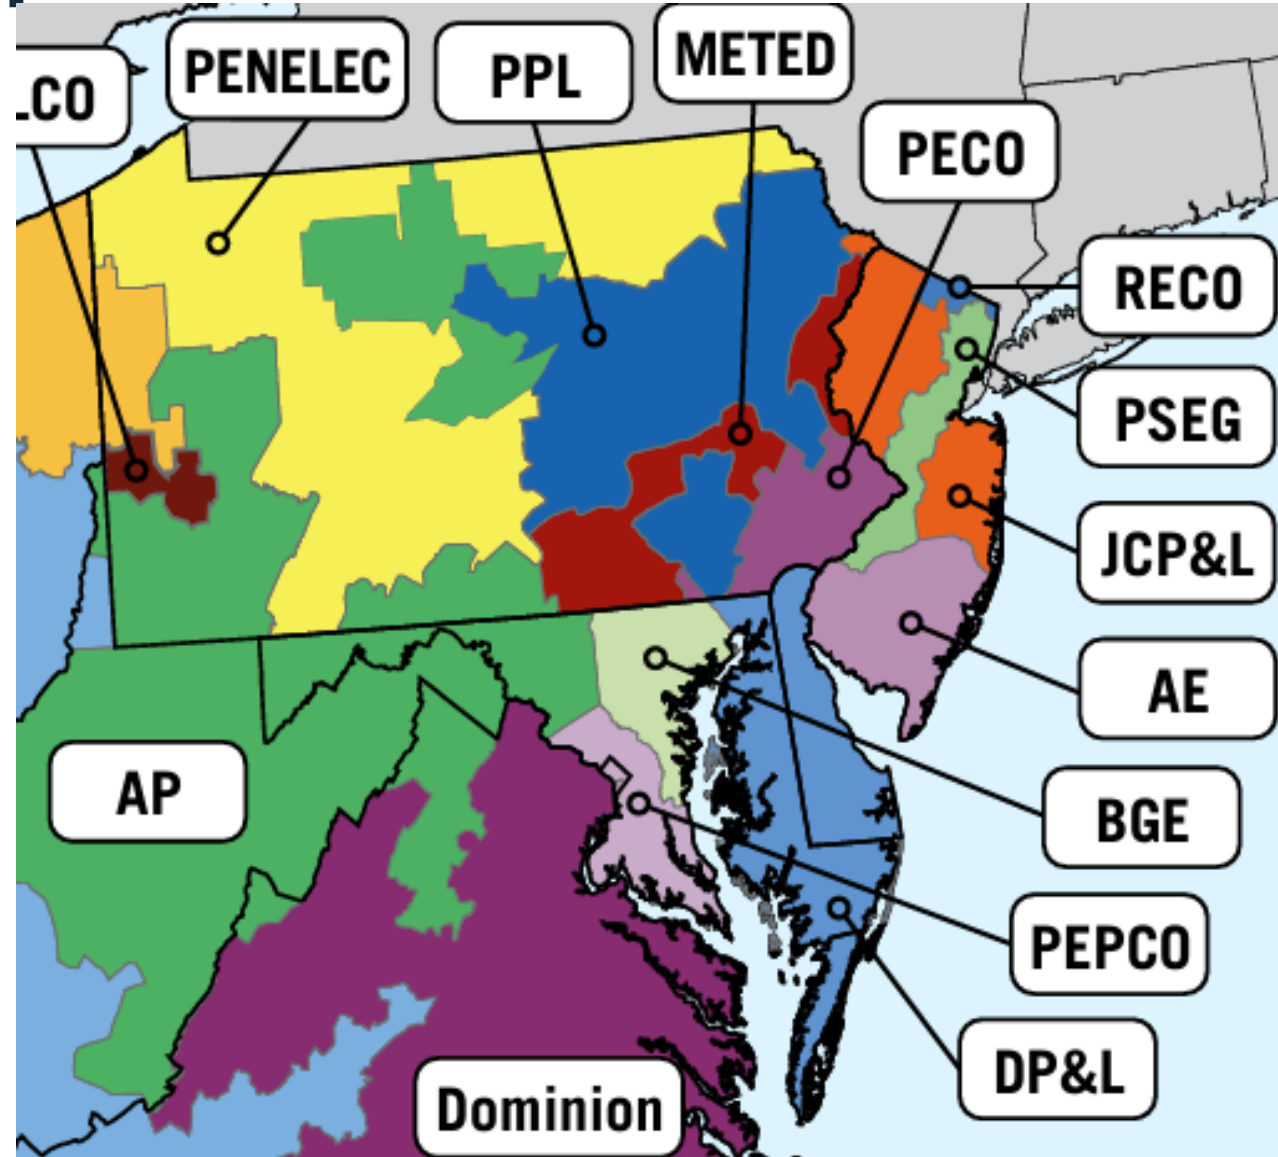 LCO
PENELEC
PPL
METED
PECO
RECO
PSEG
JCP&L
AE
AP
BGE
PEPCO
DP&L
Dominion